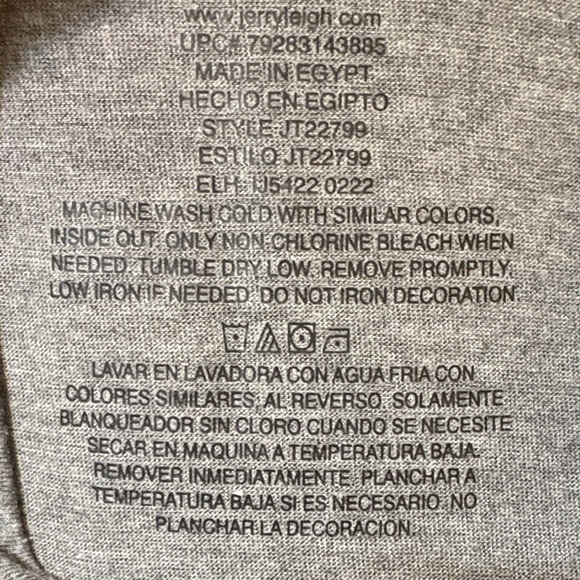 www.jerryleigh.com
UPC# 79283143885
MADE IN EGYPT
HECHO EN EGIPTO
STYLE JT22799
ESTILO JT22799
ELH: IJ5422 0222
MACHINE WASH COLD WITH SIMILAR COLORS,
INSIDE OUT. ONLY NON CHLORINE BLEACH WHEN
NEEDED. TUMBLE DRY LOW. REMOVE PROMPTLY.
LOW IRON IF NEEDED. DO NOT IRON DECORATION.
LAVAR EN LAVADORA CON AGUA FRIA CON
COLORES SIMILARES, AL REVERSO. SOLAMENTE
BLANQUEADOR SIN CLORO CUANDO SE NECESITE
SECAR EN MAQUINA A TEMPERATURA BAJA.
REMOVER INMEDIATAMENTE. PLANCHAR A
TEMPERATURA BAJA SI ES NECESARIO. NO
PLANCHAR LA DECORACIÓN.